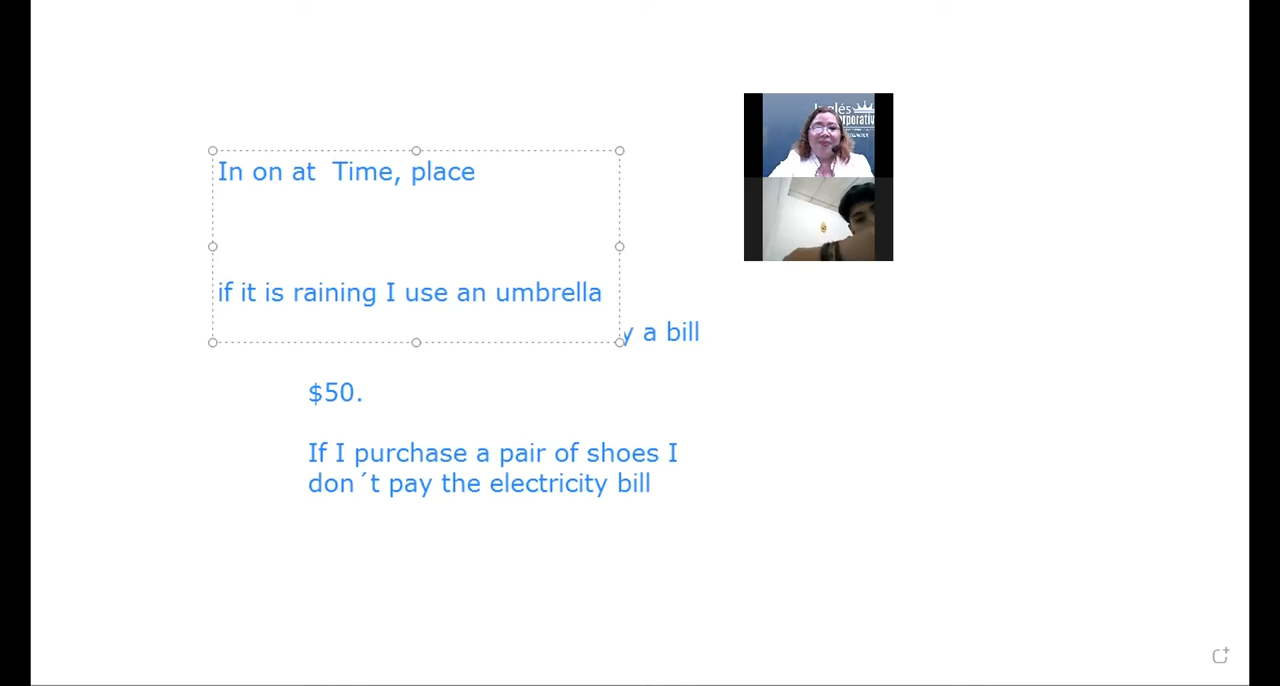 In on at Time, place
if it is raining I use an umbrella
a bill
$50.
If I purchase a pair of shoes I
don´t pay the electricity bill